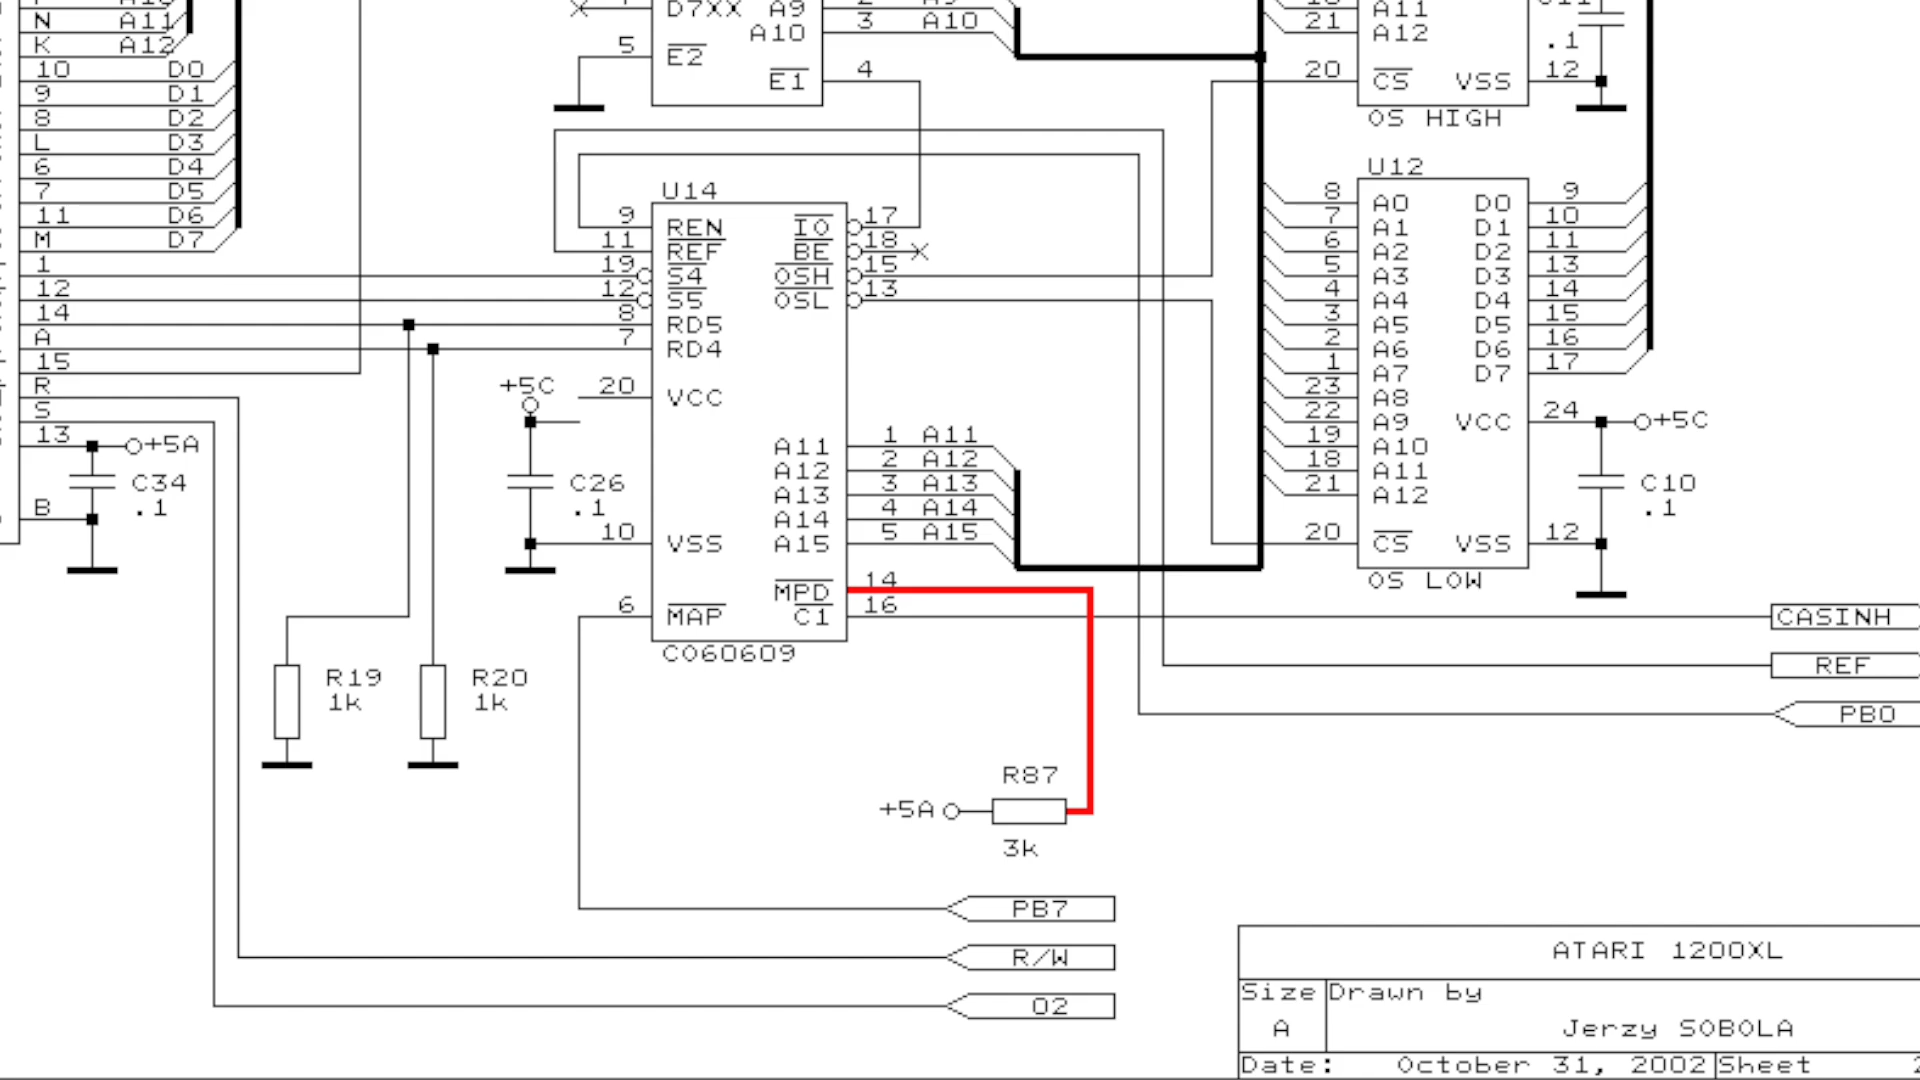 N A11
K A12
10 D0
9 D1
8 D2
L D3
6 D4
7 D5
11 D6
M D7
1
12
14
A
15
R
S
13 +5A
C34
.1
B
R19
1k
R20
1k
D7XX A9
A10
3 A10
5 E2
E1 4
U14
9 REN IO 17
11 REF BE 18
19 S4 OSH 15
12 S5 OSL 13
8 RD5
7 RD4
+5C
20 VCC
C26
.1
A11 1 A11
A12 2 A12
A13 3 A13
A14 4 A14
10 VSS A15 5 A15
MPD 14
6 MAP C1 16
C060609
R87
+5A
3k
PB7
R/W
O2
A11
21 A12
.1
20 CS VSS 12
OS HIGH
U12
8 A0 D0 9
7 A1 D1 10
6 A2 D2 11
5 A3 D3 13
4 A4 D4 14
3 A5 D5 15
2 A6 D6 16
1 A7 D7 17
23 A8
22 A9 VCC 24 +5C
19 A10
18 A11
21 A12
C10
.1
20 CS VSS 12
OS LOW
CASINH
REF
PB0
ATARI 1200XL
Size Drawn by
A Jerzy SOBOLA
Date: October 31, 2002 Sheet